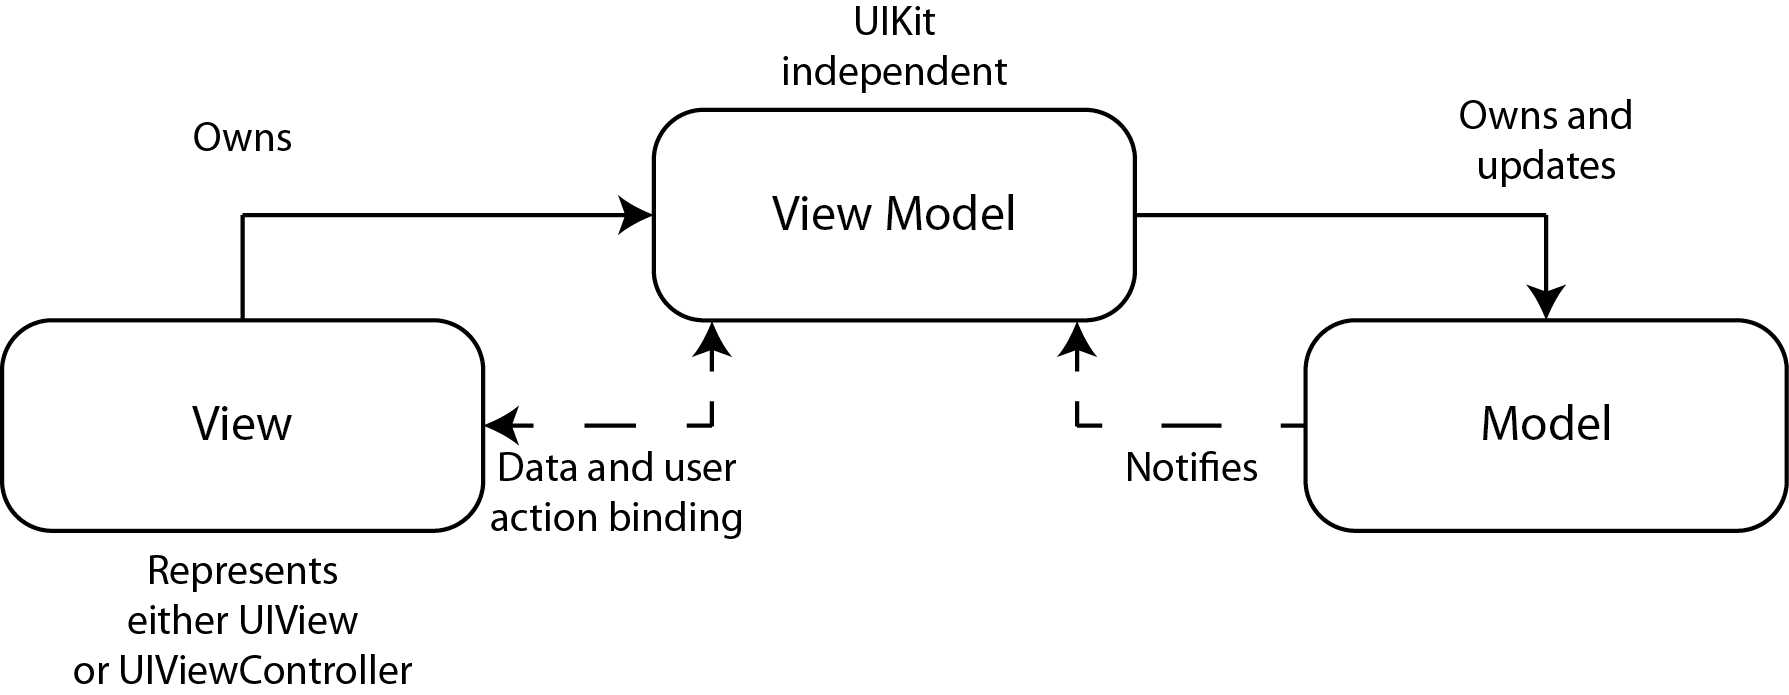 UIKit
independent
Owns
Owns and
updates
View Model
View
Model
Data and user
action binding
Notifies
Represents
either UIView
or UIViewController